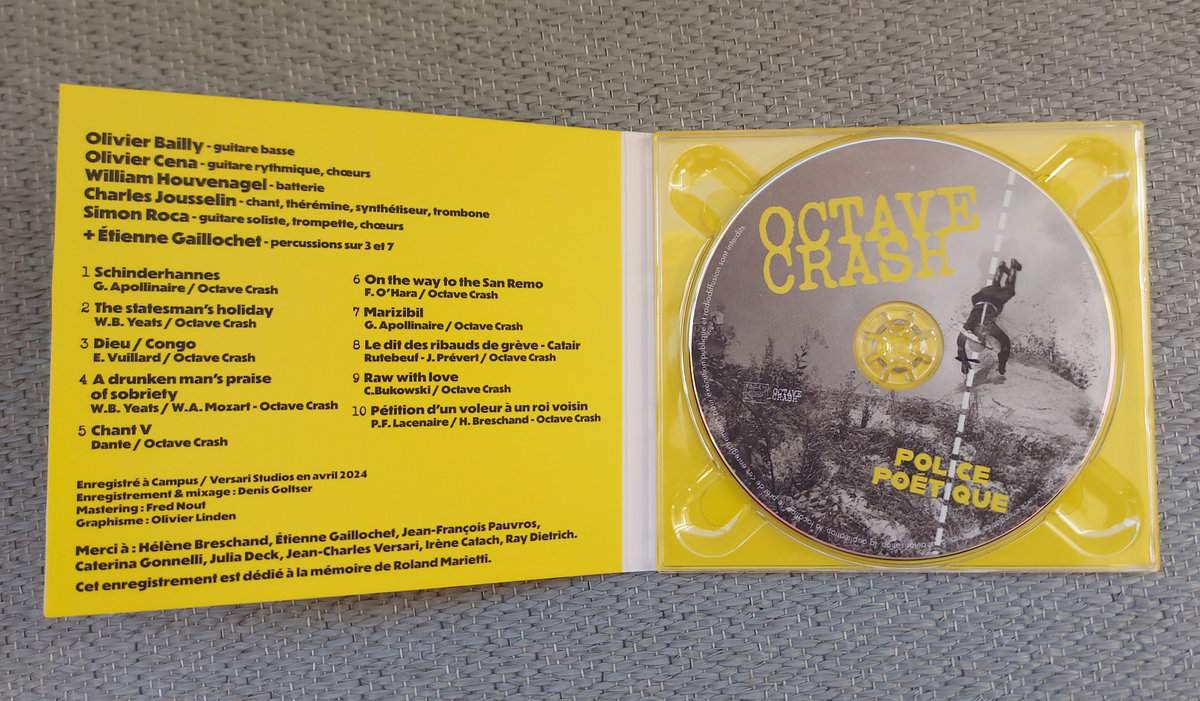 Olivier Bailly - guitare basse
Olivier Cena - guitare rythmique, chœurs
William Houvenagel - batterie
Charles Jousselin - chant, thérémine, synthétiseur, trombone
Simon Roca - guitare soliste, trompette, chœurs
+ Étienne Gaillochet - percussions sur 3 et 7
1 Schinderhannes
G. Apollinaire / Octave Crash
2 The statesman's holiday
W.B. Yeats / Octave Crash
3 Dieu / Congo
E. Vuillard / Octave Crash
4 A drunken man's praise
of sobriety
W.B. Yeats / W.A. Mozart - Octave Crash
5 Chant V
Dante / Octave Crash
6 On the way to the San Remo
F. O'Hara / Octave Crash
7 Marizibil
G. Apollinaire / Octave Crash
8 Le dit des ribauds de grève - Catair
Rutebeuf - J. Prévert / Octave Crash
9 Raw with love
C.Bukowski / Octave Crash
10 Pétition d'un voleur à un roi voisin
P.F. Lacenaire / H. Breschand - Octave Crash
Enregistré à Campus / Versari Studios en avril 2024
Enregistrement & mixage : Denis Goltser
Mastering : Fred Nout
Graphisme : Olivier Linden
Merci à : Hélène Breschand, Étienne Gaillochet, Jean-François Pauvros,
Caterina Gonnelli, Julia Deck, Jean-Charles Versari, Irène Catach, Ray Dietrich.
Cet enregistrement est dédié à la mémoire de Roland Marietti.
OCTAVE
CRASH
OCTAVE
CRASH
POLICE
POÉTIQUE
exécution publique et radiodiffusion sont interdits.